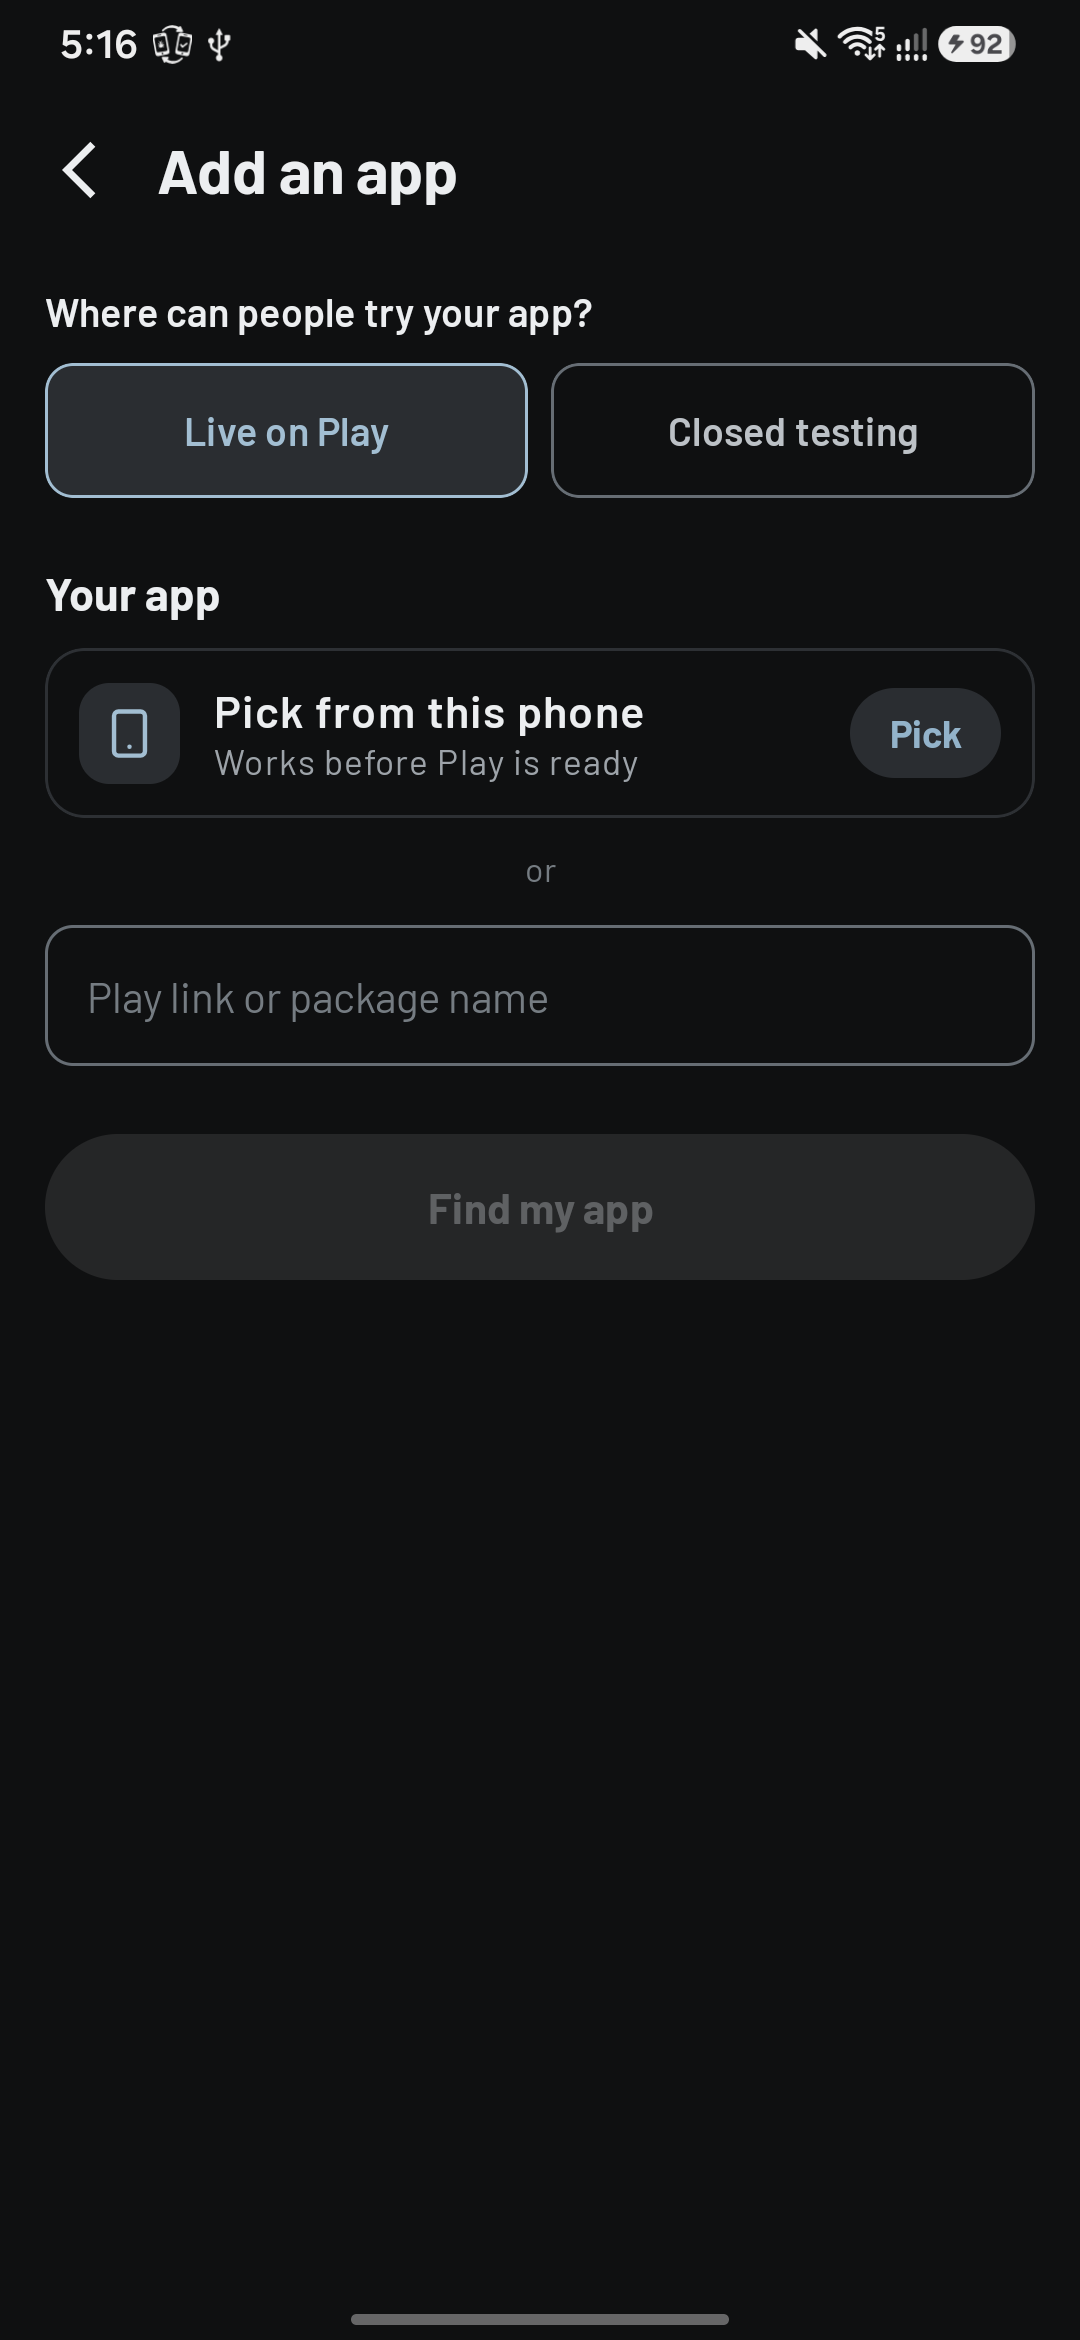 5:16
5
92
Add an app
Where can people try your app?
Live on Play
Closed testing
Your app
Pick from this phone
Works before Play is ready
Pick
or
Play link or package name
Find my app